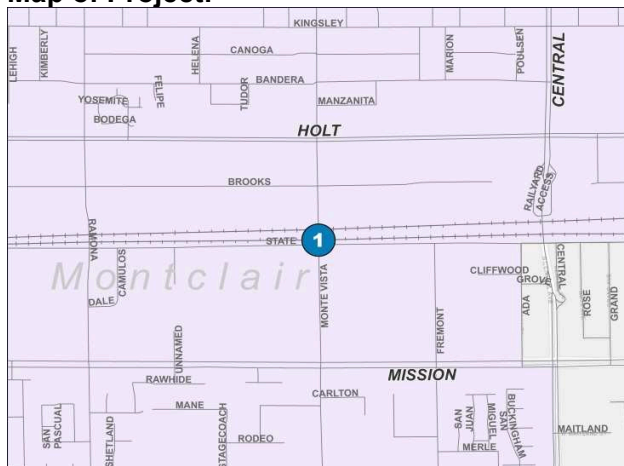 Map of Project:
KINGSLEY
CANOGA
BANDERA
LEHIGH
KIMBERLY
HELENA
MARION
POULSEN
CENTRAL
YOSEMITE
FELIPE
TUDOR
MANZANITA
BODEGA
HOLT
BROOKS
RAILYARD
ACCESS
RAMONA
STATE
1
Montclair
CAMULOS
DALE
MONTE VISTA
CLIFFWOOD
GROVE
CENTRAL
ADA
ROSE
GRAND
FREMONT
UNNAMED
MISSION
RAWHIDE
CARLTON
MANE
SAN
PASCUAL
SHETLAND
STAGECOACH
RODEO
SAN
JUAN
SAN
MIGUEL
BUCKINGHAM
MERLE
MAITLAND